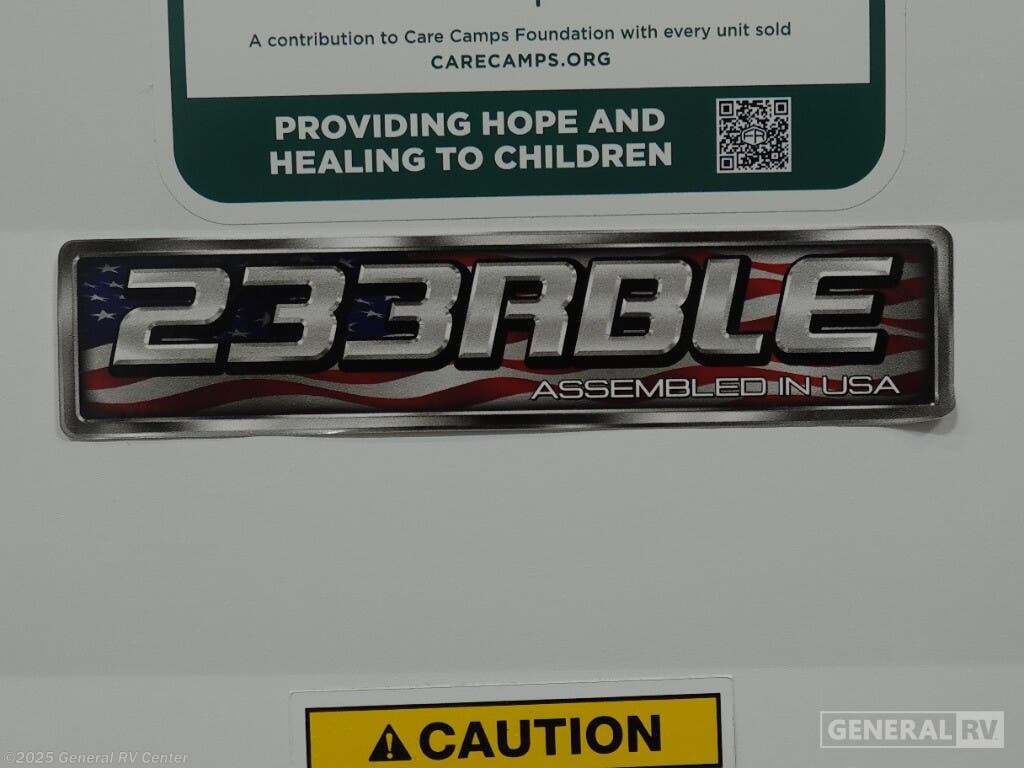 A contribution to Care Camps Foundation with every unit sold
CARECAMPS.ORG
PROVIDING HOPE AND
HEALING TO CHILDREN
233RBLE
ASSEMBLED IN USA
CAUTION
GENERAL RV
©2025 General RV Center